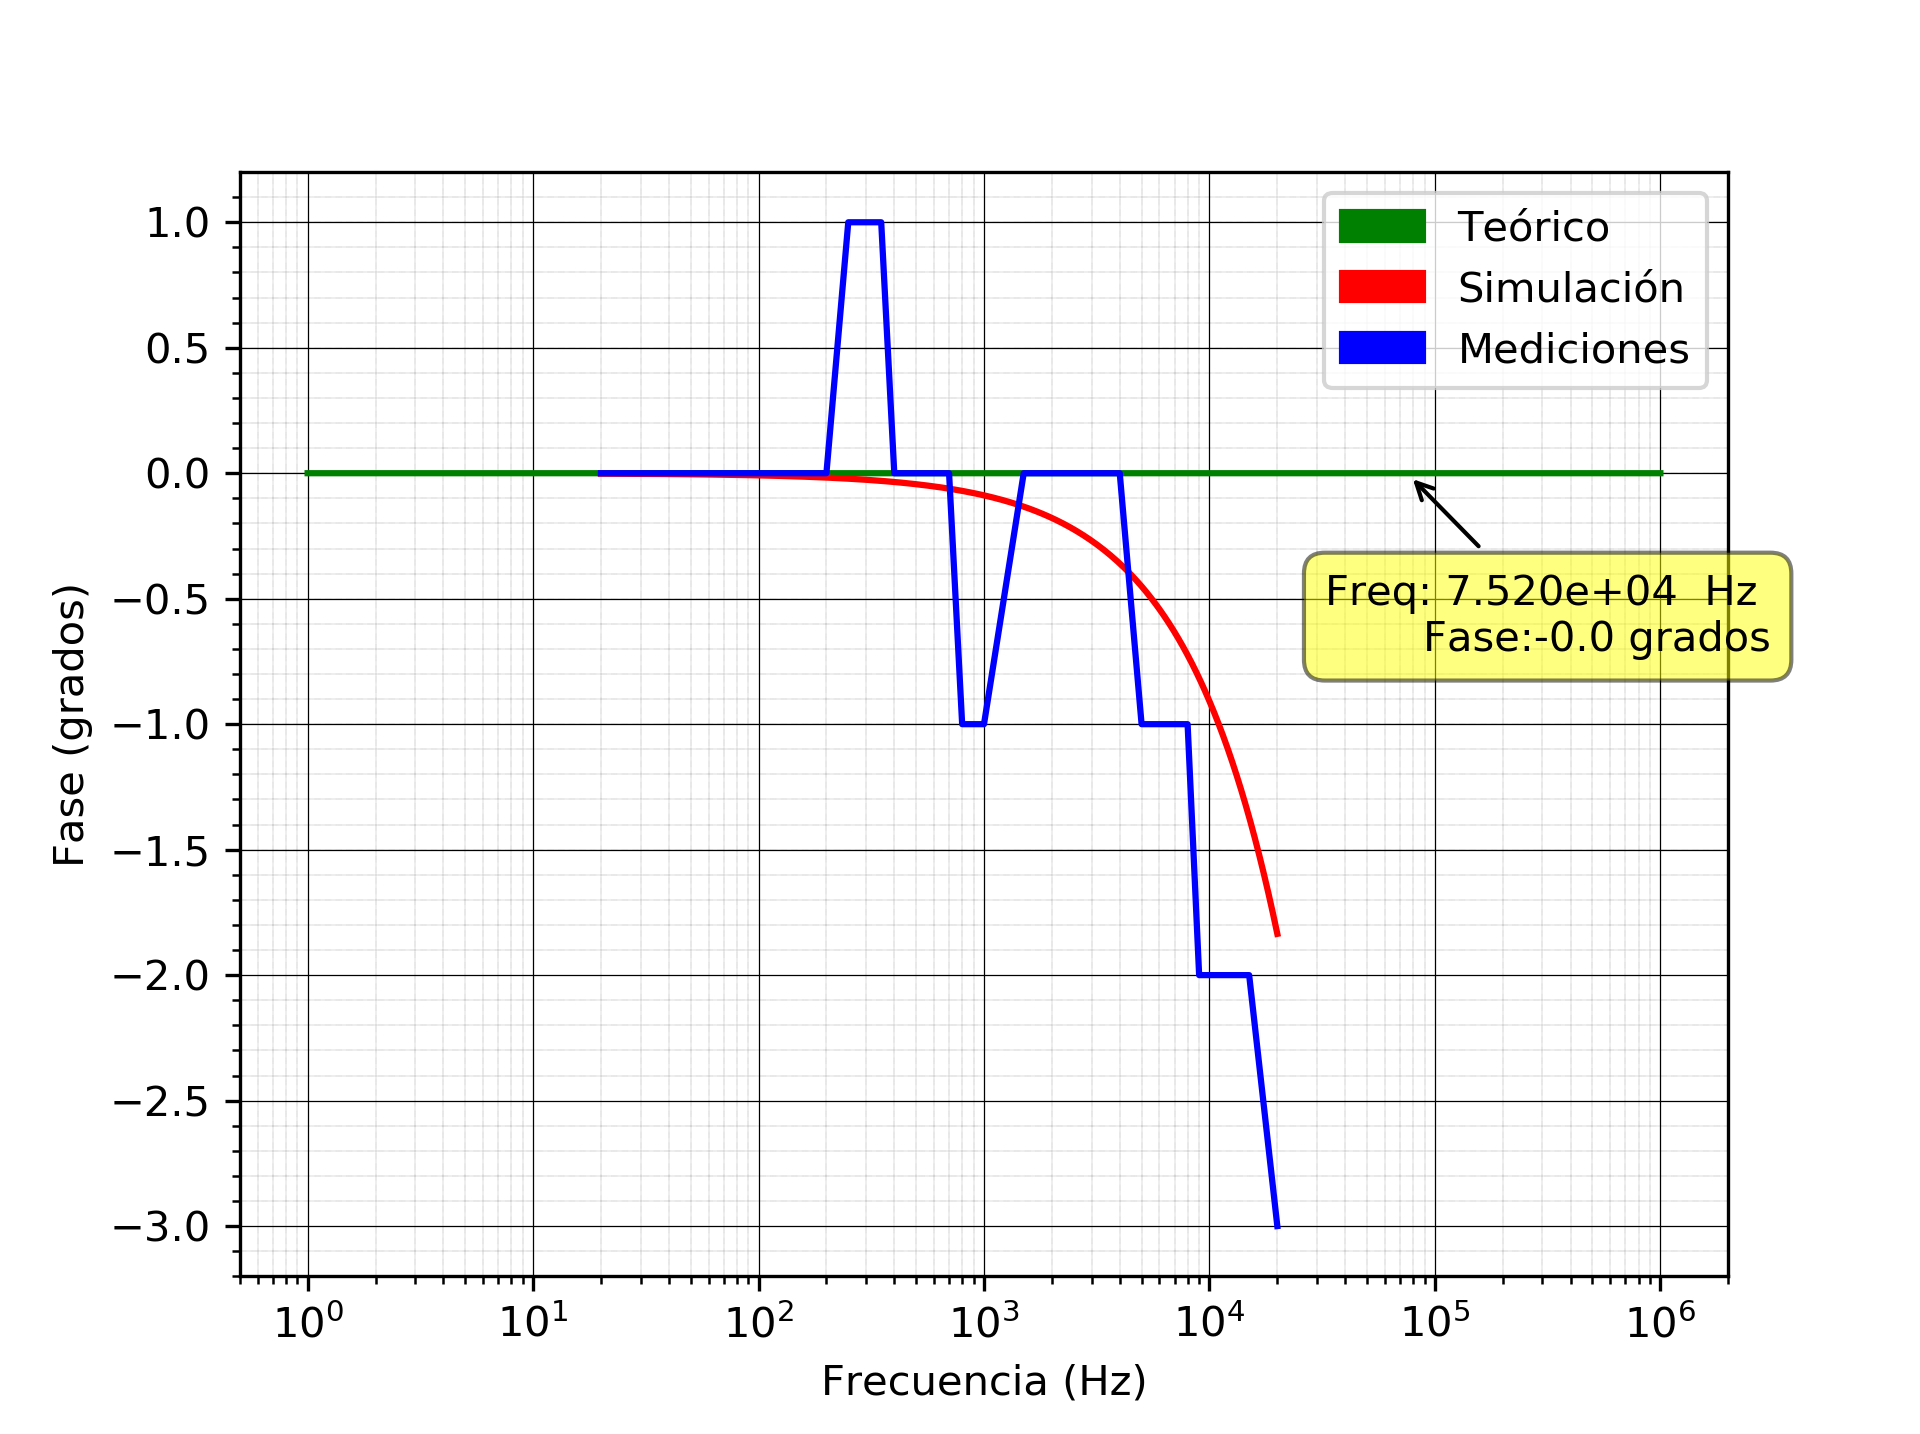 Teórico
Simulación
Mediciones
1.0
0.5
0.0
−0.5
−1.0
−1.5
−2.0
−2.5
−3.0
Fase (grados)
Freq: 7.520e+04 Hz
Fase:-0.0 grados
10⁰ 10¹ 10² 10³ 10⁴ 10⁵ 10⁶
Frecuencia (Hz)